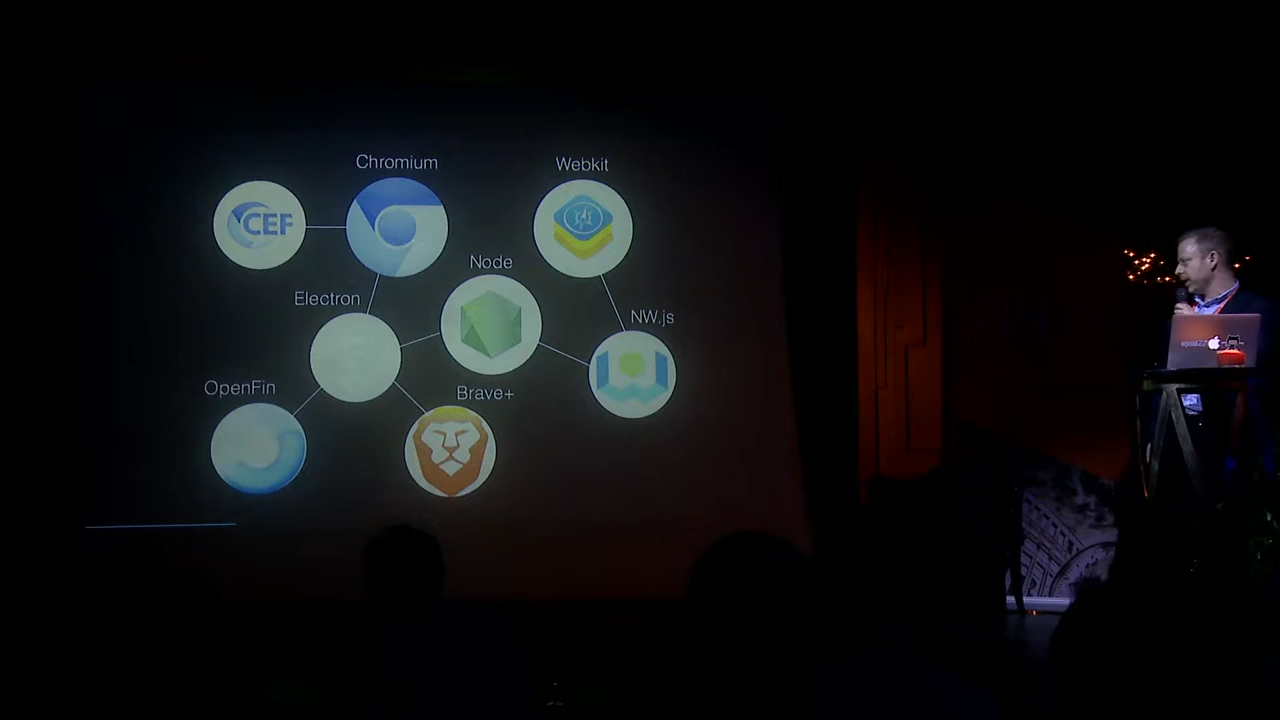 Chromium
Webkit
CEF
Node
Electron
NW.js
OpenFin
Brave+